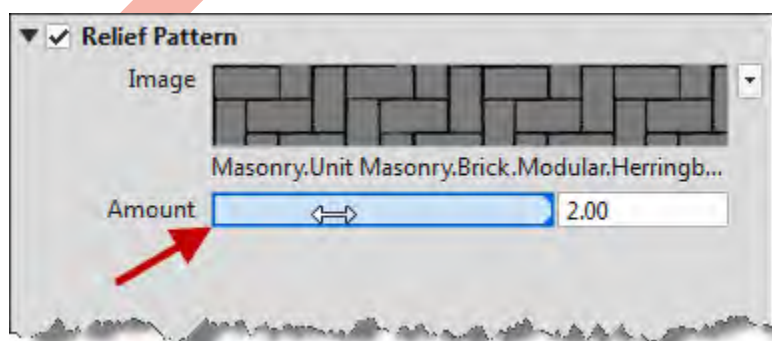 Relief Pattern
Image
Masonry.Unit Masonry.Brick.Modular.Herringb...
Amount 2.00